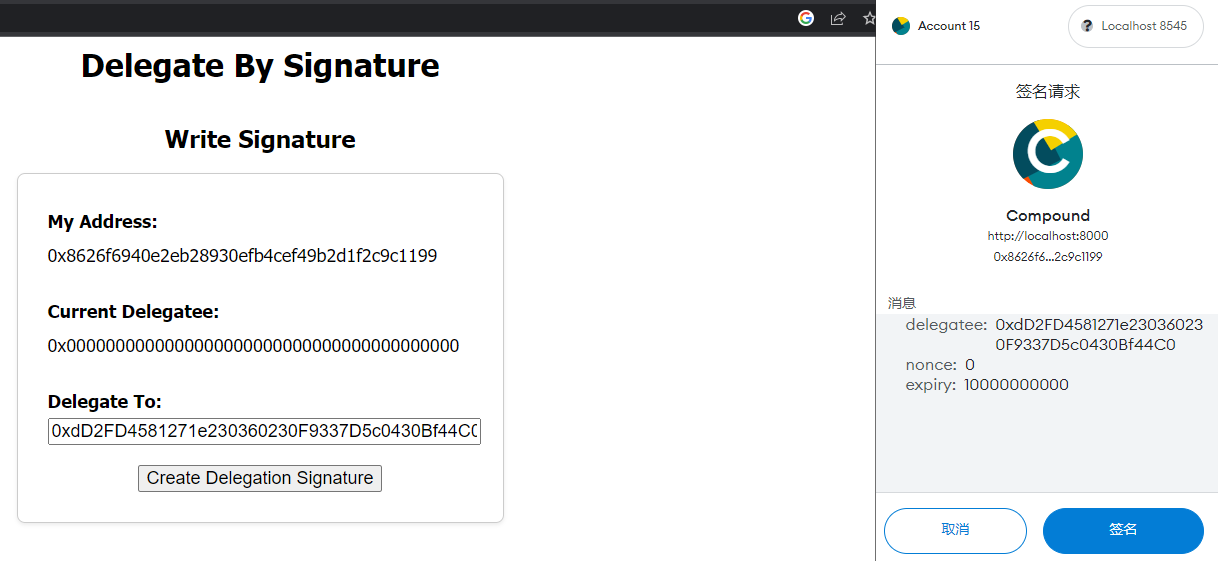 Delegate By Signature
Write Signature
My Address:
0x8626f6940e2eb28930efb4cef49b2d1f2c9c1199
Current Delegatee:
0x0000000000000000000000000000000000000000
Delegate To:
0xdD2FD4581271e230360230F9337D5c0430Bf44C0
Create Delegation Signature
Account 15
Localhost 8545
签名请求
Compound
http://localhost:8000
0x8626f6...2c9c1199
消息
delegatee: 0xdD2FD4581271e23036023
0F9337D5c0430Bf44C0
nonce: 0
expiry: 10000000000
取消
签名